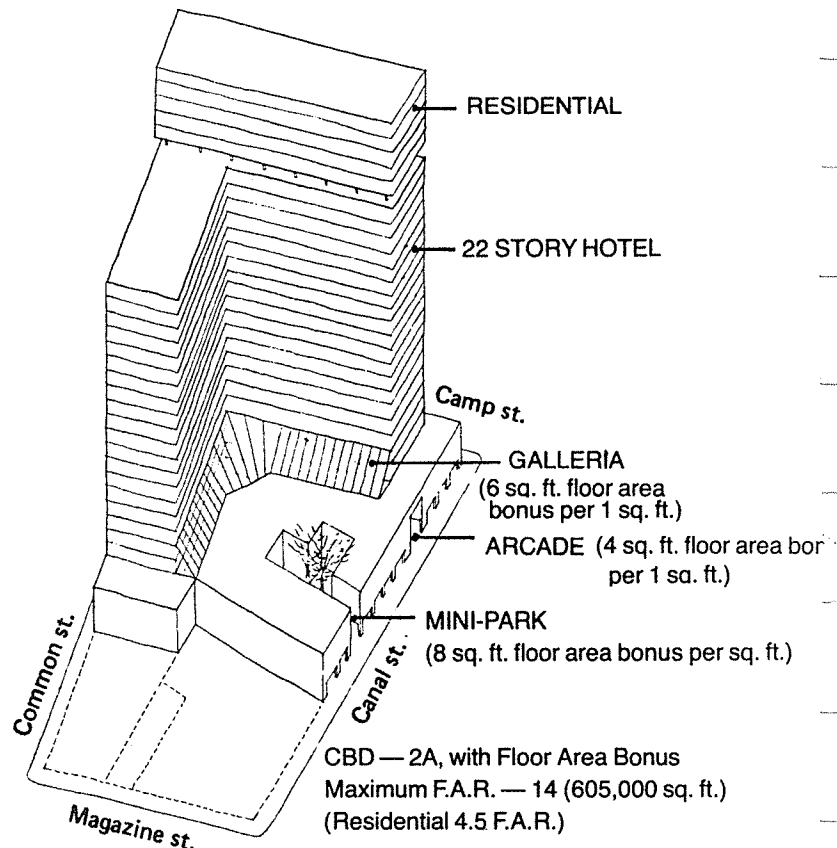 RESIDENTIAL
22 STORY HOTEL
Camp st.
GALLERIA
(6 sq. ft. floor area
bonus per 1 sq. ft.)
ARCADE (4 sq. ft. floor area bor
per 1 sq. ft.)
MINI-PARK
(8 sq. ft. floor area bonus per sq. ft.)
Common st.
Canal st.
CBD — 2A, with Floor Area Bonus
Maximum F.A.R. — 14 (605,000 sq. ft.)
(Residential 4.5 F.A.R.)
Magazine st.